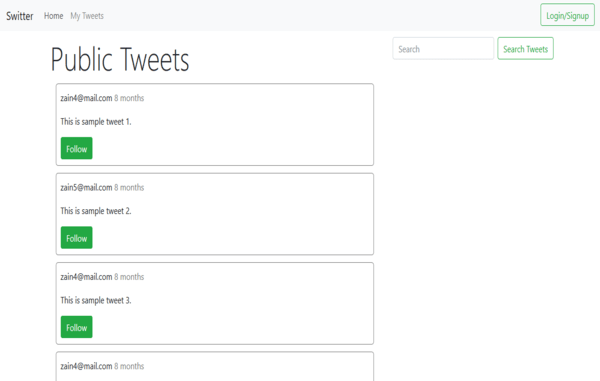 Switter Home My Tweets Login/Signup
Public Tweets
Search Search Tweets
zain4@mail.com 8 months
This is sample tweet 1.
Follow
zain5@mail.com 8 months
This is sample tweet 2.
Follow
zain4@mail.com 8 months
This is sample tweet 3.
Follow
zain4@mail.com 8 months